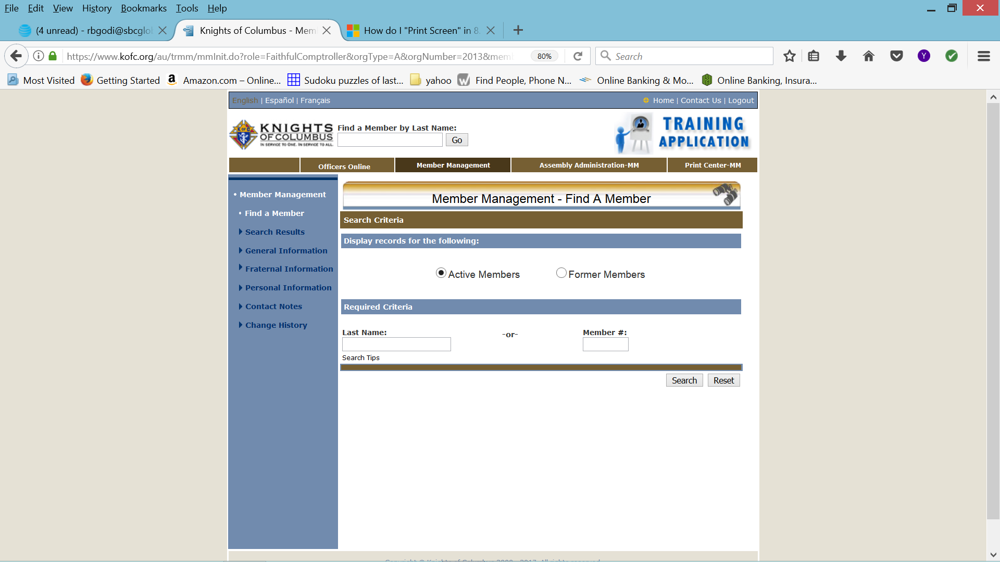 File Edit View History Bookmarks Tools Help
(4 unread) - rbgodi@sbcglo
Knights of Columbus - Mem
How do I "Print Screen" in 8.
https://www.kofc.org/au/trmm/mmInit.do?role=FaithfulComptroller&orgType=A&orgNumber=2013&mem
80%
Search
Y
Most Visited
Getting Started
Amazon.com – Online...
Sudoku puzzles of last...
yahoo
Find People, Phone N...
Online Banking & Mo...
Online Banking, Insura...
English | Español | Français
Home | Contact Us | Logout
KNIGHTS
OF COLUMBUS
IN SERVICE TO ONE. IN SERVICE TO ALL.
Find a Member by Last Name:
Go
TRAINING
APPLICATION
Officers Online
Member Management
Assembly Administration-MM
Print Center-MM
Member Management
Find a Member
Search Results
General Information
Fraternal Information
Personal Information
Contact Notes
Change History
Member Management - Find A Member
Search Criteria
Display records for the following:
Active Members
Former Members
Required Criteria
Last Name:
-or-
Member #:
Search Tips
Search
Reset